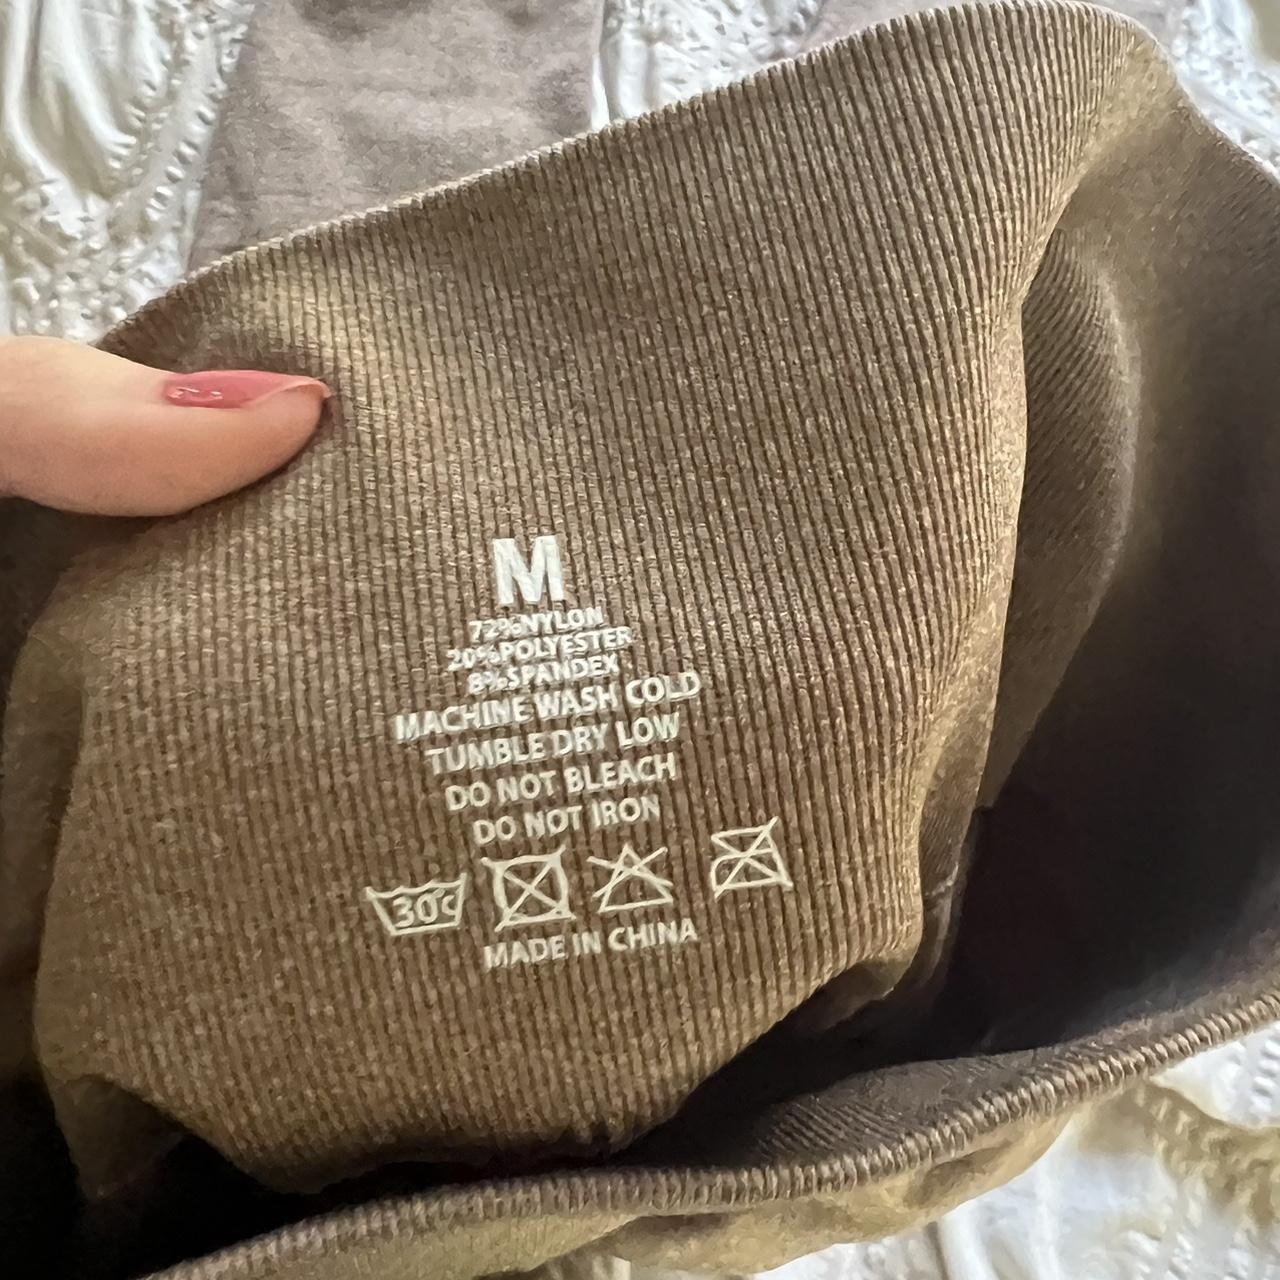 M
72%NYLON
20%POLYESTER
8%SPANDEX
MACHINE WASH COLD
TUMBLE DRY LOW
DO NOT BLEACH
DO NOT IRON
30°c
MADE IN CHINA